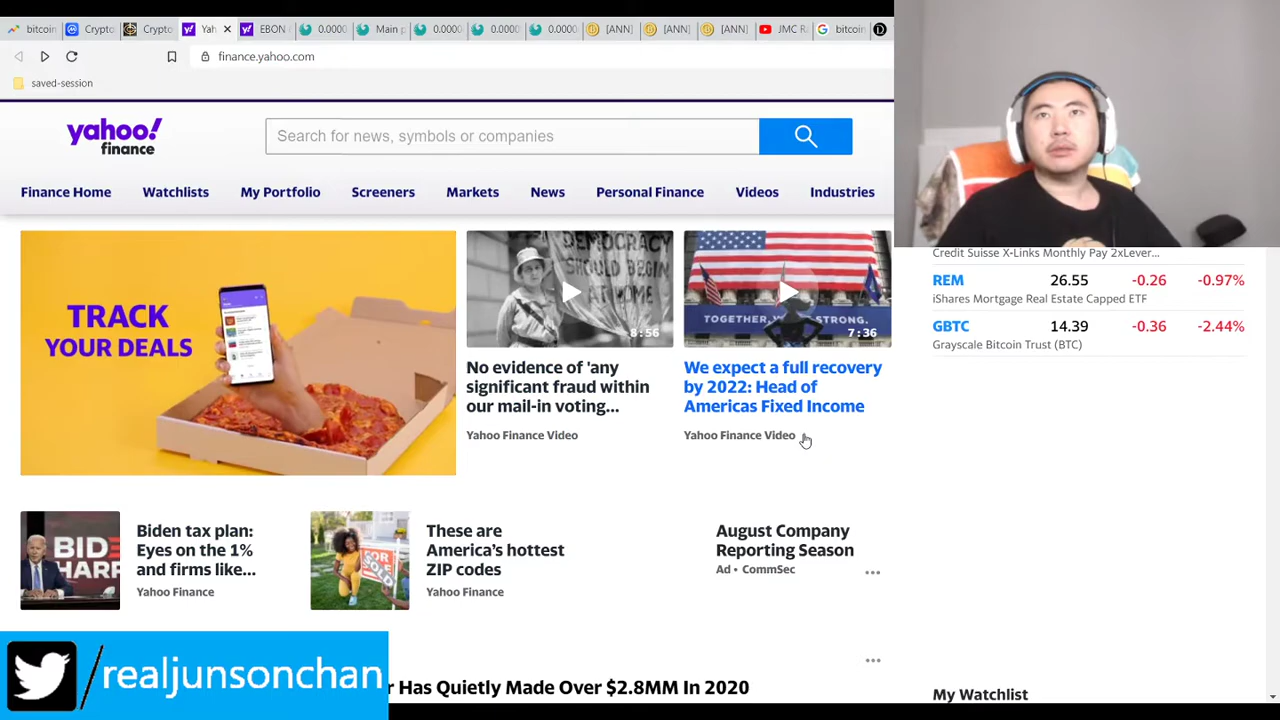 bitcoin
Crypto
Crypto
Yah
EBON
0.0000
Main p
0.0000
0.0000
0.0000
[ANN]
[ANN]
[ANN]
JMC R
bitcoin
finance.yahoo.com
saved-session
yahoo!
finance
Search for news, symbols or companies
Finance Home
Watchlists
My Portfolio
Screeners
Markets
News
Personal Finance
Videos
Industries
TRACK
YOUR DEALS
DEMOCRACY
SHOULD BEGIN
AT HOME
8:56
No evidence of 'any
significant fraud within
our mail-in voting...
Yahoo Finance Video
TOGETHER
STRONG.
7:36
We expect a full recovery
by 2022: Head of
Americas Fixed Income
Yahoo Finance Video
Credit Suisse X-Links Monthly Pay 2xLever...
REM 26.55 -0.26 -0.97%
iShares Mortgage Real Estate Capped ETF
GBTC 14.39 -0.36 -2.44%
Grayscale Bitcoin Trust (BTC)
BIDE
HARR
Biden tax plan:
Eyes on the 1%
and firms like...
Yahoo Finance
FOR
SOLD
These are
America's hottest
ZIP codes
Yahoo Finance
August Company
Reporting Season
Ad • CommSec
/realjunsonchan
r Has Quietly Made Over $2.8MM In 2020
My Watchlist